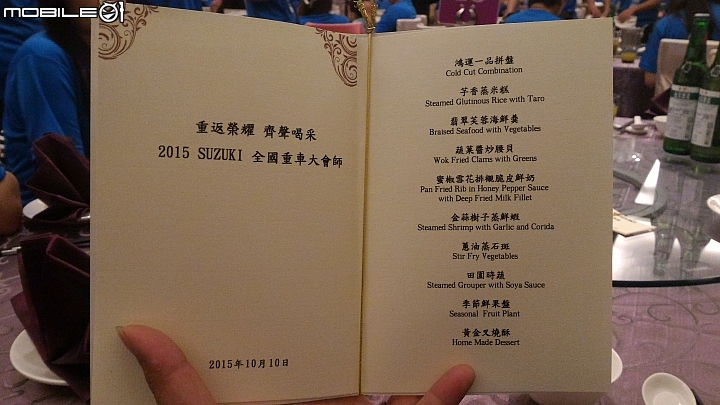 MOBILE01
重返榮耀 齊聲喝采
2015 SUZUKI 全國重車大會師
2015年10月10日
鴻運一品拼盤
Cold Cut Combination
芋香蒸米糕
Steamed Glutinous Rice with Taro
翡翠芙蓉海鮮羹
Braised Seafood with Vegetables
蔬菜醬炒腰貝
Wok Fried Clams with Greens
蜜椒雪花排襯脆皮鮮奶
Pan Fried Rib in Honey Pepper Sauce
with Deep Fried Milk Fillet
金蒜樹子蒸鮮蝦
Steamed Shrimp with Garlic and Corida
蔥油蒸石斑
Stir Fry Vegetables
田園時蔬
Steamed Grouper with Soya Sauce
季節鮮果盤
Seasonal Fruit Plant
黃金叉燒酥
Home Made Dessert